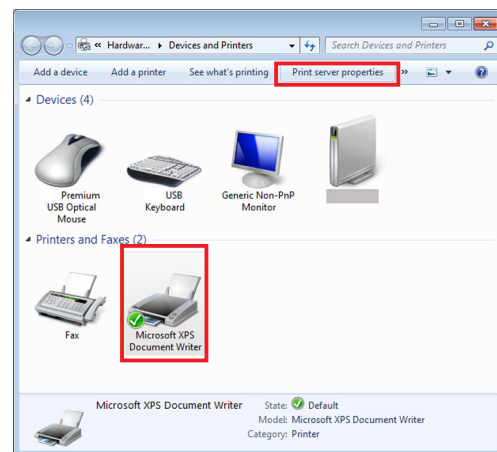 « Hardwar... ▸ Devices and Printers
Search Devices and Printers
Add a device Add a printer See what's printing Print server properties »
Devices (4)
Premium
USB Optical
Mouse
USB
Keyboard
Generic Non-PnP
Monitor
Printers and Faxes (2)
Fax
Microsoft XPS
Document Writer
Microsoft XPS Document Writer State: Default
Model: Microsoft XPS Document Writer
Category: Printer